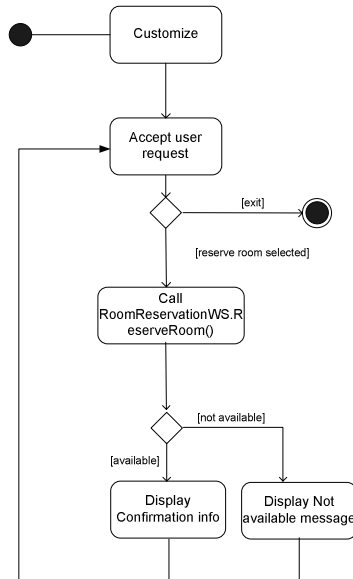 Customize
Accept user
request
[exit]
[reserve room selected]
Call
RoomReservationWS.R
eserveRoom()
[not available]
[available]
Display
Confirmation info
Display Not
available message